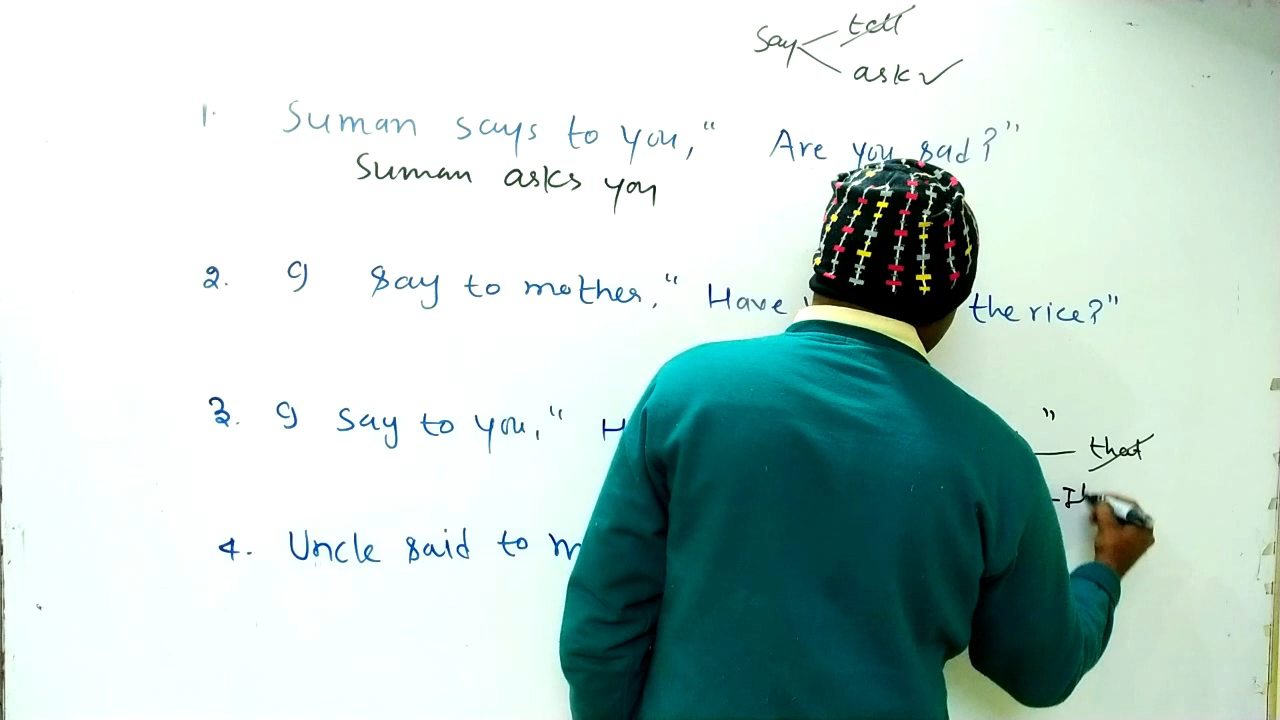 say tell
ask ✓
1. Suman says to you, " Are you sad?"
Suman asks you
2. I say to mother, " Have the rice?"
3. I say to you, " H "
that
4. Uncle said to m